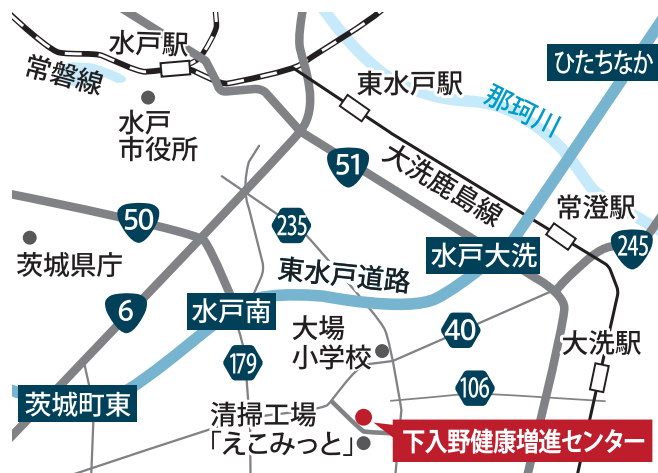 水戸駅
常磐線
水戸
市役所
東水戸駅
那珂川
ひたちなか
51
大洗鹿島線
常澄駅
50
235
245
茨城県庁
水戸大洗
東水戸道路
6
水戸南
大場
小学校
40
大洗駅
179
106
茨城町東
清掃工場
「えこみっと」
下入野健康増進センター